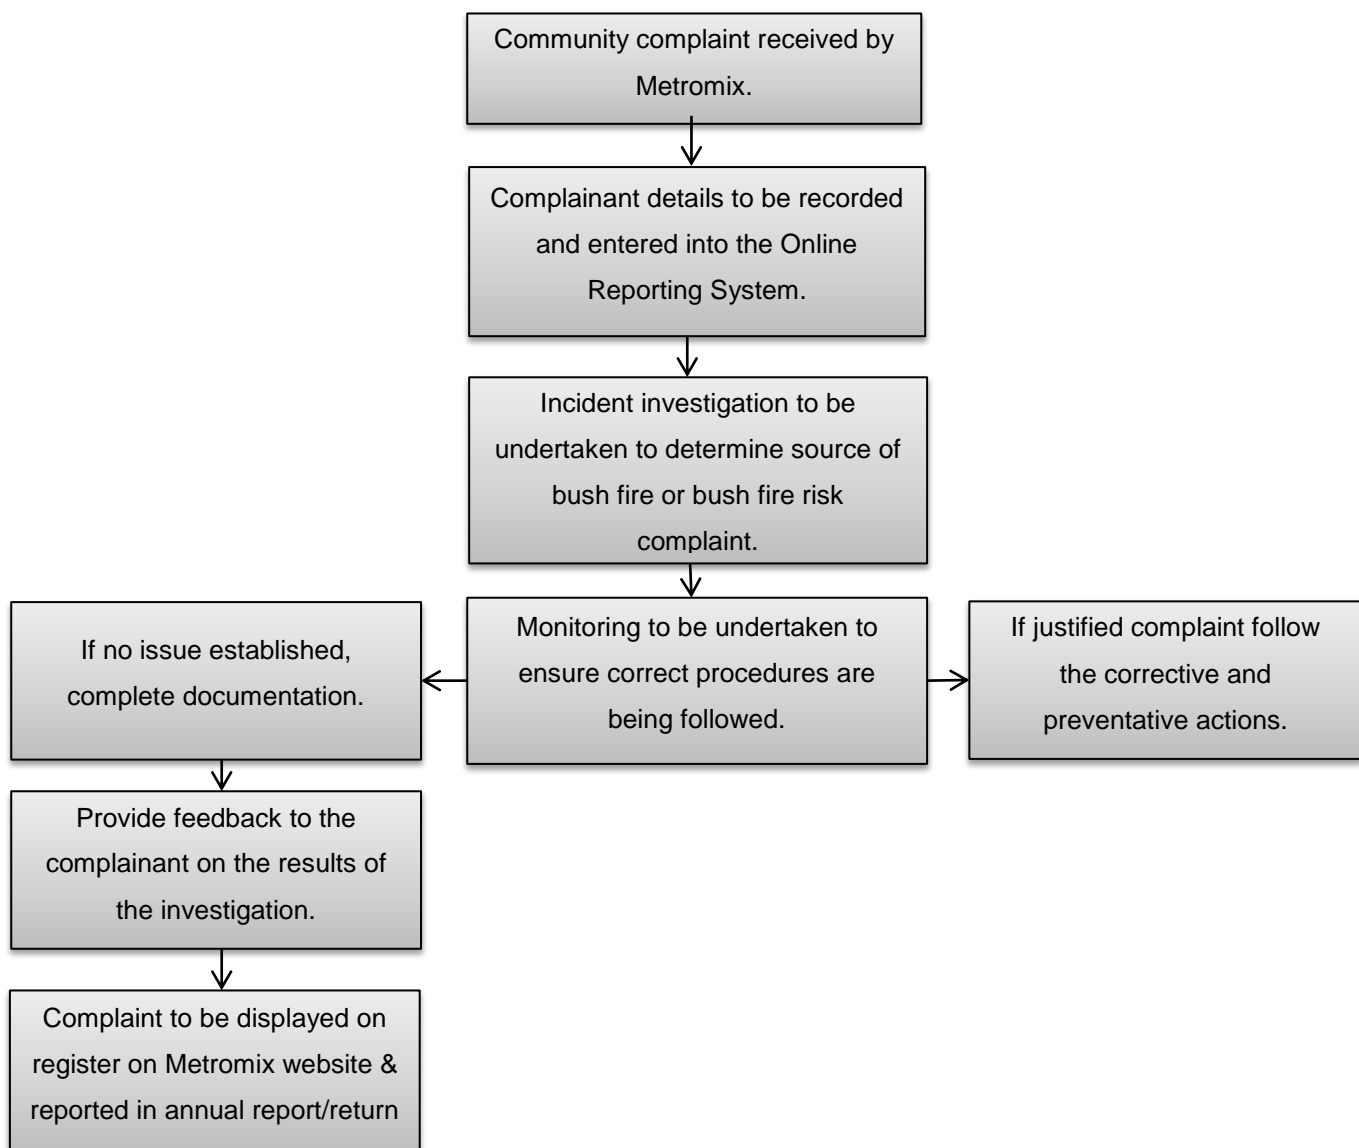 Community complaint received by
Metromix.
Complainant details to be recorded
and entered into the Online
Reporting System.
Incident investigation to be
undertaken to determine source of
bush fire or bush fire risk
complaint.
If no issue established,
complete documentation.
Monitoring to be undertaken to
ensure correct procedures are
being followed.
If justified complaint follow
the corrective and
preventative actions.
Provide feedback to the
complainant on the results of
the investigation.
Complaint to be displayed on
register on Metromix website &
reported in annual report/return